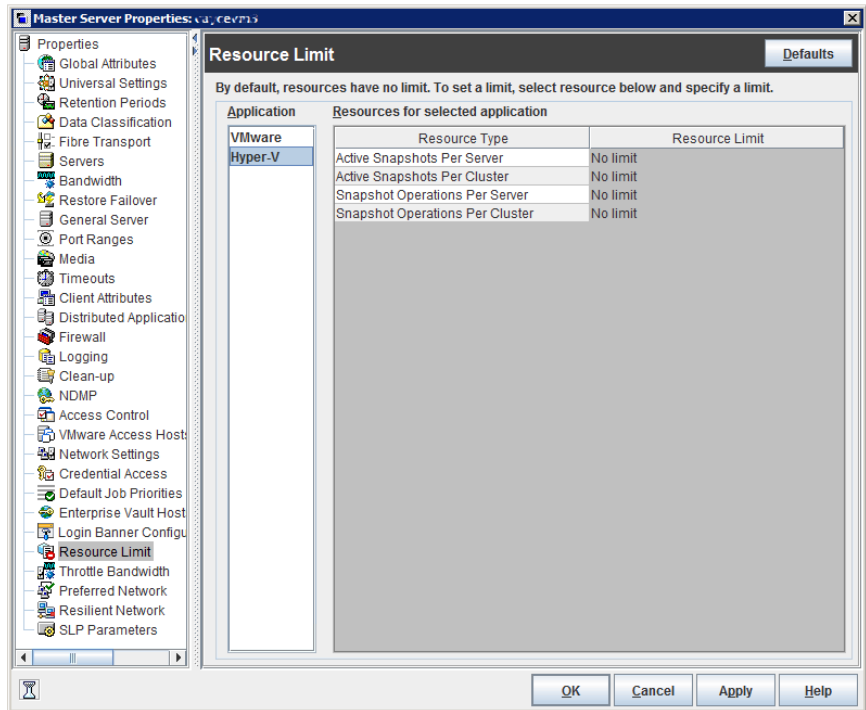 Master Server Properties:
Properties
Global Attributes
Universal Settings
Retention Periods
Data Classification
Fibre Transport
Servers
Bandwidth
Restore Failover
General Server
Port Ranges
Media
Timeouts
Client Attributes
Distributed Applicatio
Firewall
Logging
Clean-up
NDMP
Access Control
VMware Access Hosts
Network Settings
Credential Access
Default Job Priorities
Enterprise Vault Host
Login Banner Configu
Resource Limit
Throttle Bandwidth
Preferred Network
Resilient Network
SLP Parameters
Resource Limit
Defaults
By default, resources have no limit. To set a limit, select resource below and specify a limit.
Application
Resources for selected application
VMware
Hyper-V
Resource Type Resource Limit
Active Snapshots Per Server No limit
Active Snapshots Per Cluster No limit
Snapshot Operations Per Server No limit
Snapshot Operations Per Cluster No limit
OK Cancel Apply Help